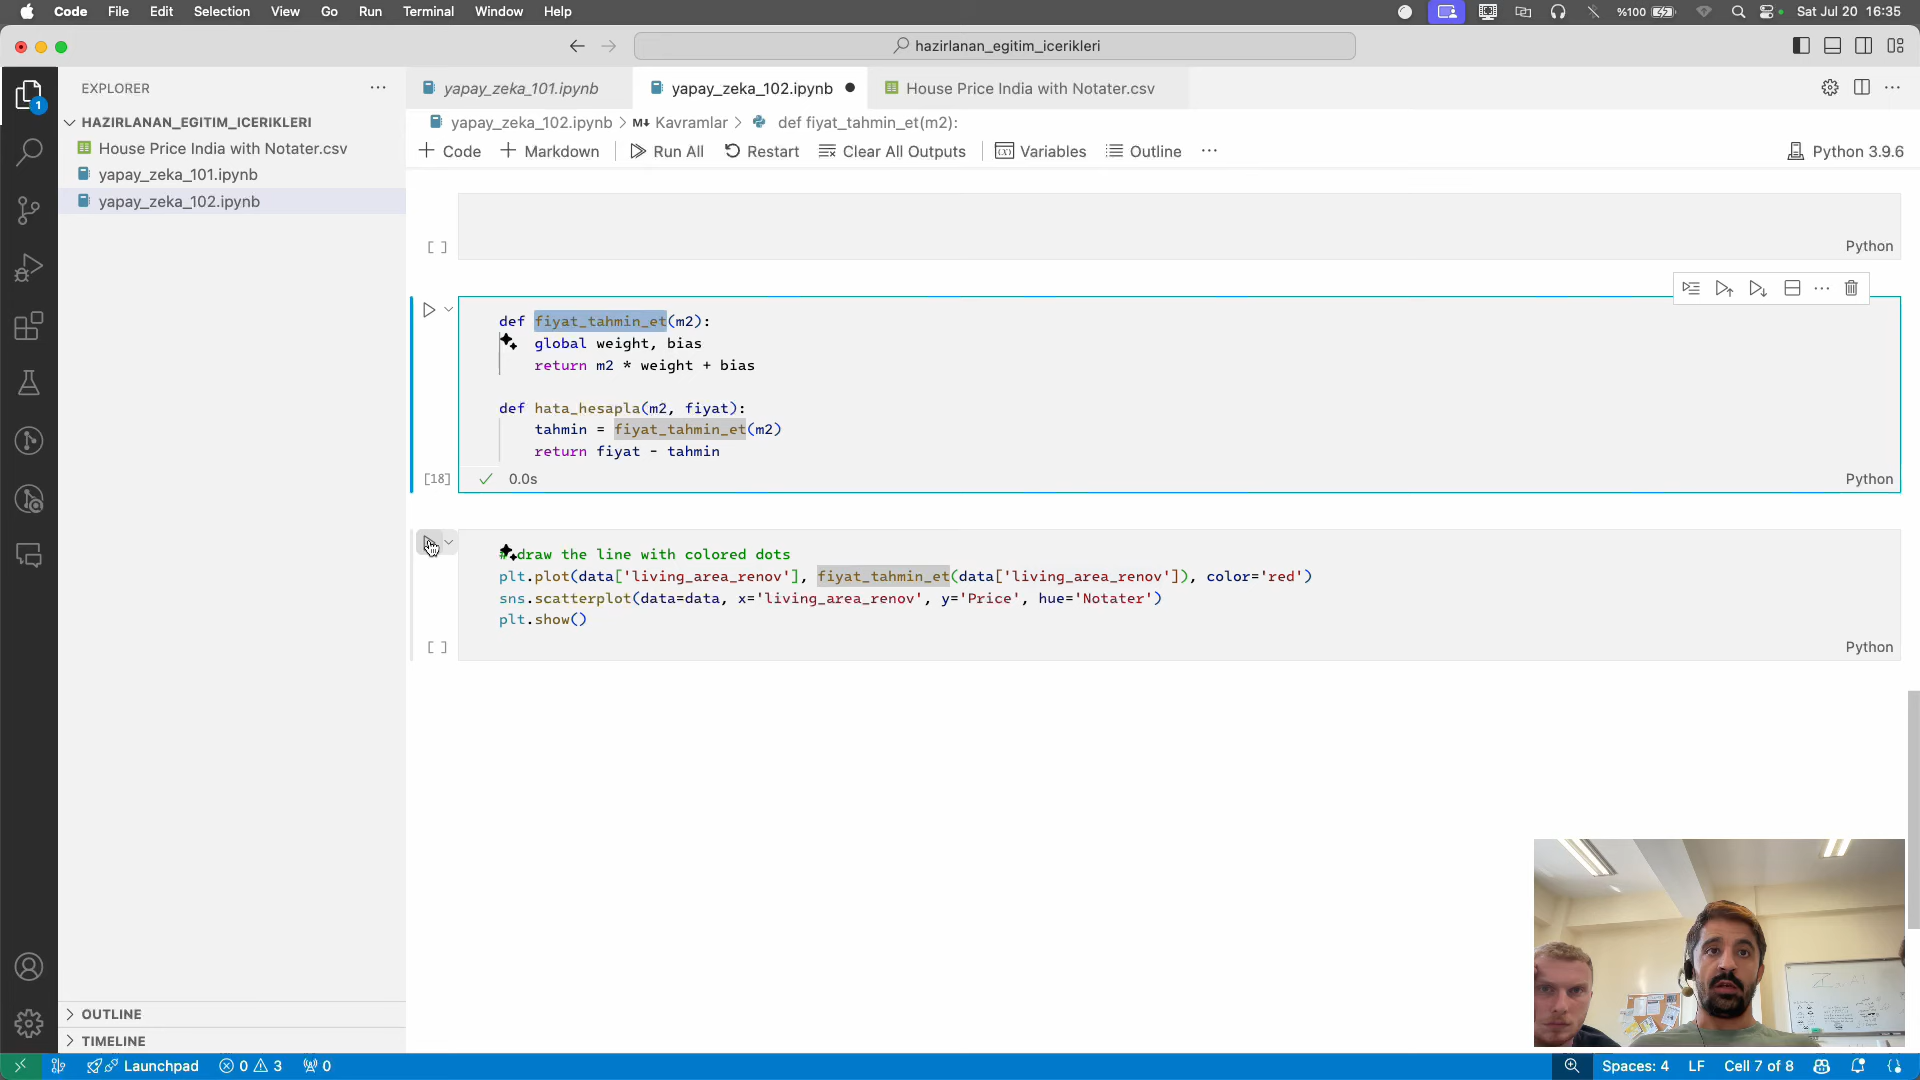 Code File Edit Selection View Go Run Terminal Window Help %100 Sat Jul 20 16:35
hazirlanan_egitim_icerikleri
EXPLORER
yapay_zeka_101.ipynb yapay_zeka_102.ipynb House Price India with Notater.csv
HAZIRLANAN_EGITIM_ICERIKLERI
House Price India with Notater.csv
yapay_zeka_101.ipynb
yapay_zeka_102.ipynb
1
yapay_zeka_102.ipynb > M↓ Kavramlar > def fiyat_tahmin_et(m2):
+ Code + Markdown Run All Restart Clear All Outputs Variables Outline ... Python 3.9.6
[ ] Python
def fiyat_tahmin_et(m2):
global weight, bias
return m2 * weight + bias
def hata_hesapla(m2, fiyat):
tahmin = fiyat_tahmin_et(m2)
return fiyat - tahmin
[18] 0.0s Python
# draw the line with colored dots
plt.plot(data['living_area_renov'], fiyat_tahmin_et(data['living_area_renov']), color='red')
sns.scatterplot(data=data, x='living_area_renov', y='Price', hue='Notater')
plt.show()
[ ] Python
OUTLINE
TIMELINE
Launchpad 0 3 0 Spaces: 4 LF Cell 7 of 8